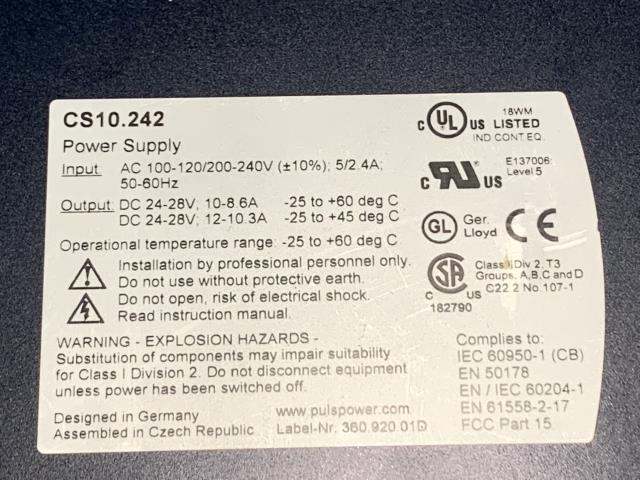 CS10.242
Power Supply
Input: AC 100-120/200-240V (±10%); 5/2.4A;
50-60Hz
Output: DC 24-28V; 10-8.6A -25 to +60 deg C
DC 24-28V; 12-10.3A -25 to +45 deg C
Operational temperature range: -25 to +60 deg C
Installation by professional personnel only.
Do not use without protective earth.
Do not open, risk of electrical shock.
Read instruction manual.
WARNING - EXPLOSION HAZARDS -
Substitution of components may impair suitability
for Class I Division 2. Do not disconnect equipment
unless power has been switched off.
Designed in Germany
Assembled in Czech Republic
www.pulspower.com
Label-Nr. 360.920.01D
C UL US LISTED
18WM
IND.CONT.EQ.
C RU US
E137006
Level 5
GL Ger.
Lloyd
CE
C SA
C US
182790
Class I Div 2, T3
Groups. A,B,C and D
C22.2 No.107-1
Complies to:
IEC 60950-1 (CB)
EN 50178
EN / IEC 60204-1
EN 61558-2-17
FCC Part 15